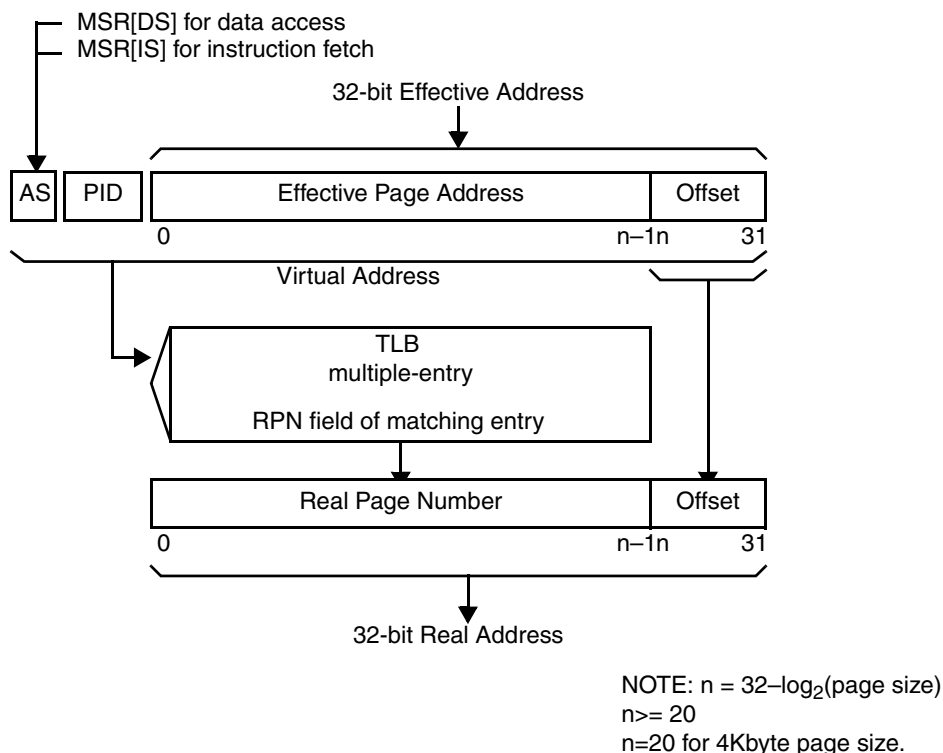 MSR[DS] for data access
MSR[IS] for instruction fetch
32-bit Effective Address
AS PID Effective Page Address Offset
0 n–1n 31
Virtual Address
TLB
multiple-entry
RPN field of matching entry
Real Page Number Offset
0 n–1n 31
32-bit Real Address
NOTE: n = 32–log₂(page size)
n>= 20
n=20 for 4Kbyte page size.